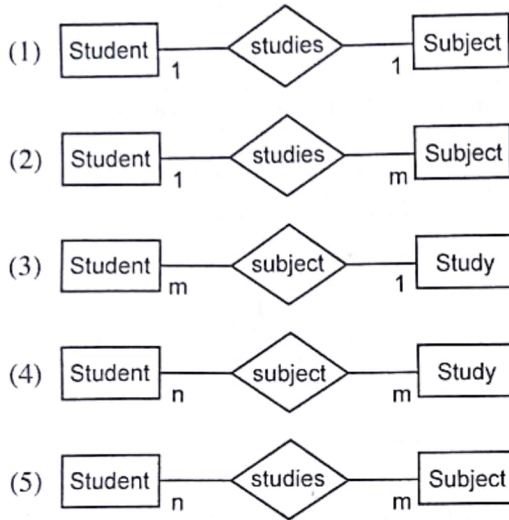 (1) Student 1 studies 1 Subject
(2) Student 1 studies m Subject
(3) Student m subject 1 Study
(4) Student n subject m Study
(5) Student n studies m Subject